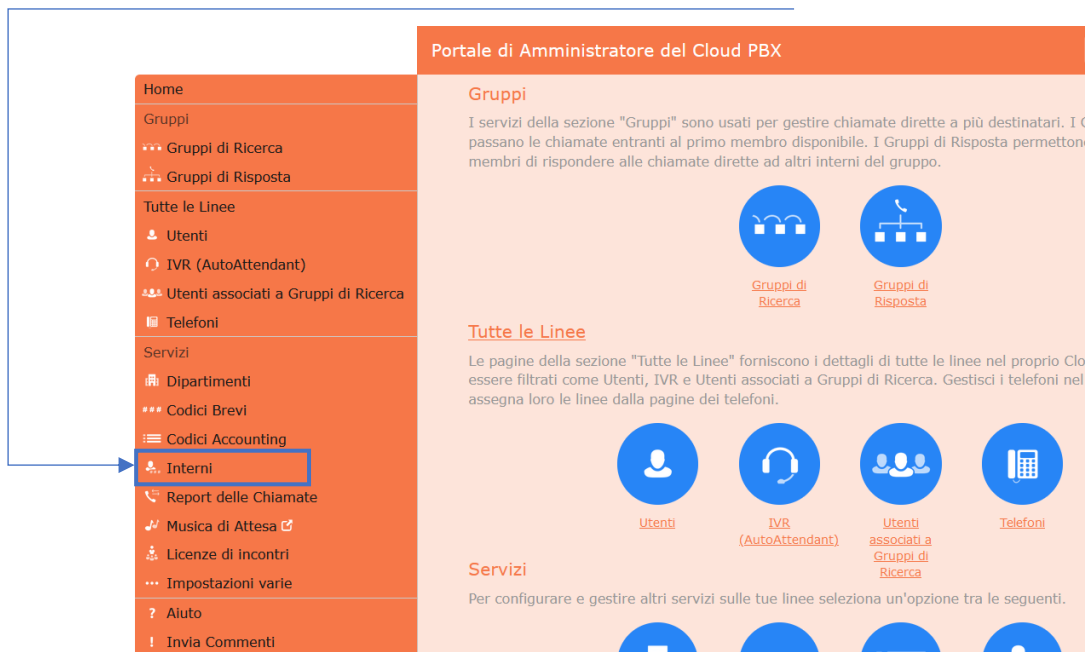 Portale di Amministratore del Cloud PBX
Home
Gruppi
Gruppi di Ricerca
Gruppi di Risposta
Tutte le Linee
Utenti
IVR (AutoAttendant)
Utenti associati a Gruppi di Ricerca
Telefoni
Servizi
Dipartimenti
### Codici Brevi
Codici Accounting
Interni
Report delle Chiamate
Musica di Attesa
Licenze di incontri
Impostazioni varie
? Aiuto
! Invia Commenti
Gruppi
I servizi della sezione "Gruppi" sono usati per gestire chiamate dirette a più destinatari. I
passano le chiamate entranti al primo membro disponibile. I Gruppi di Risposta
membri di rispondere alle chiamate dirette ad altri interni del gruppo.
Gruppi di
Ricerca
Gruppi di
Risposta
Tutte le Linee
Le pagine della sezione "Tutte le Linee" forniscono i dettagli di tutte le linee nel proprio
essere filtrati come Utenti, IVR e Utenti associati a Gruppi di Ricerca. Gestisci i telefoni nel
assegna loro le linee dalla pagine dei telefoni.
Utenti
IVR
(AutoAttendant)
Utenti
associati a
Gruppi di
Ricerca
Telefoni
Servizi
Per configurare e gestire altri servizi sulle tue linee seleziona un'opzione tra le seguenti.